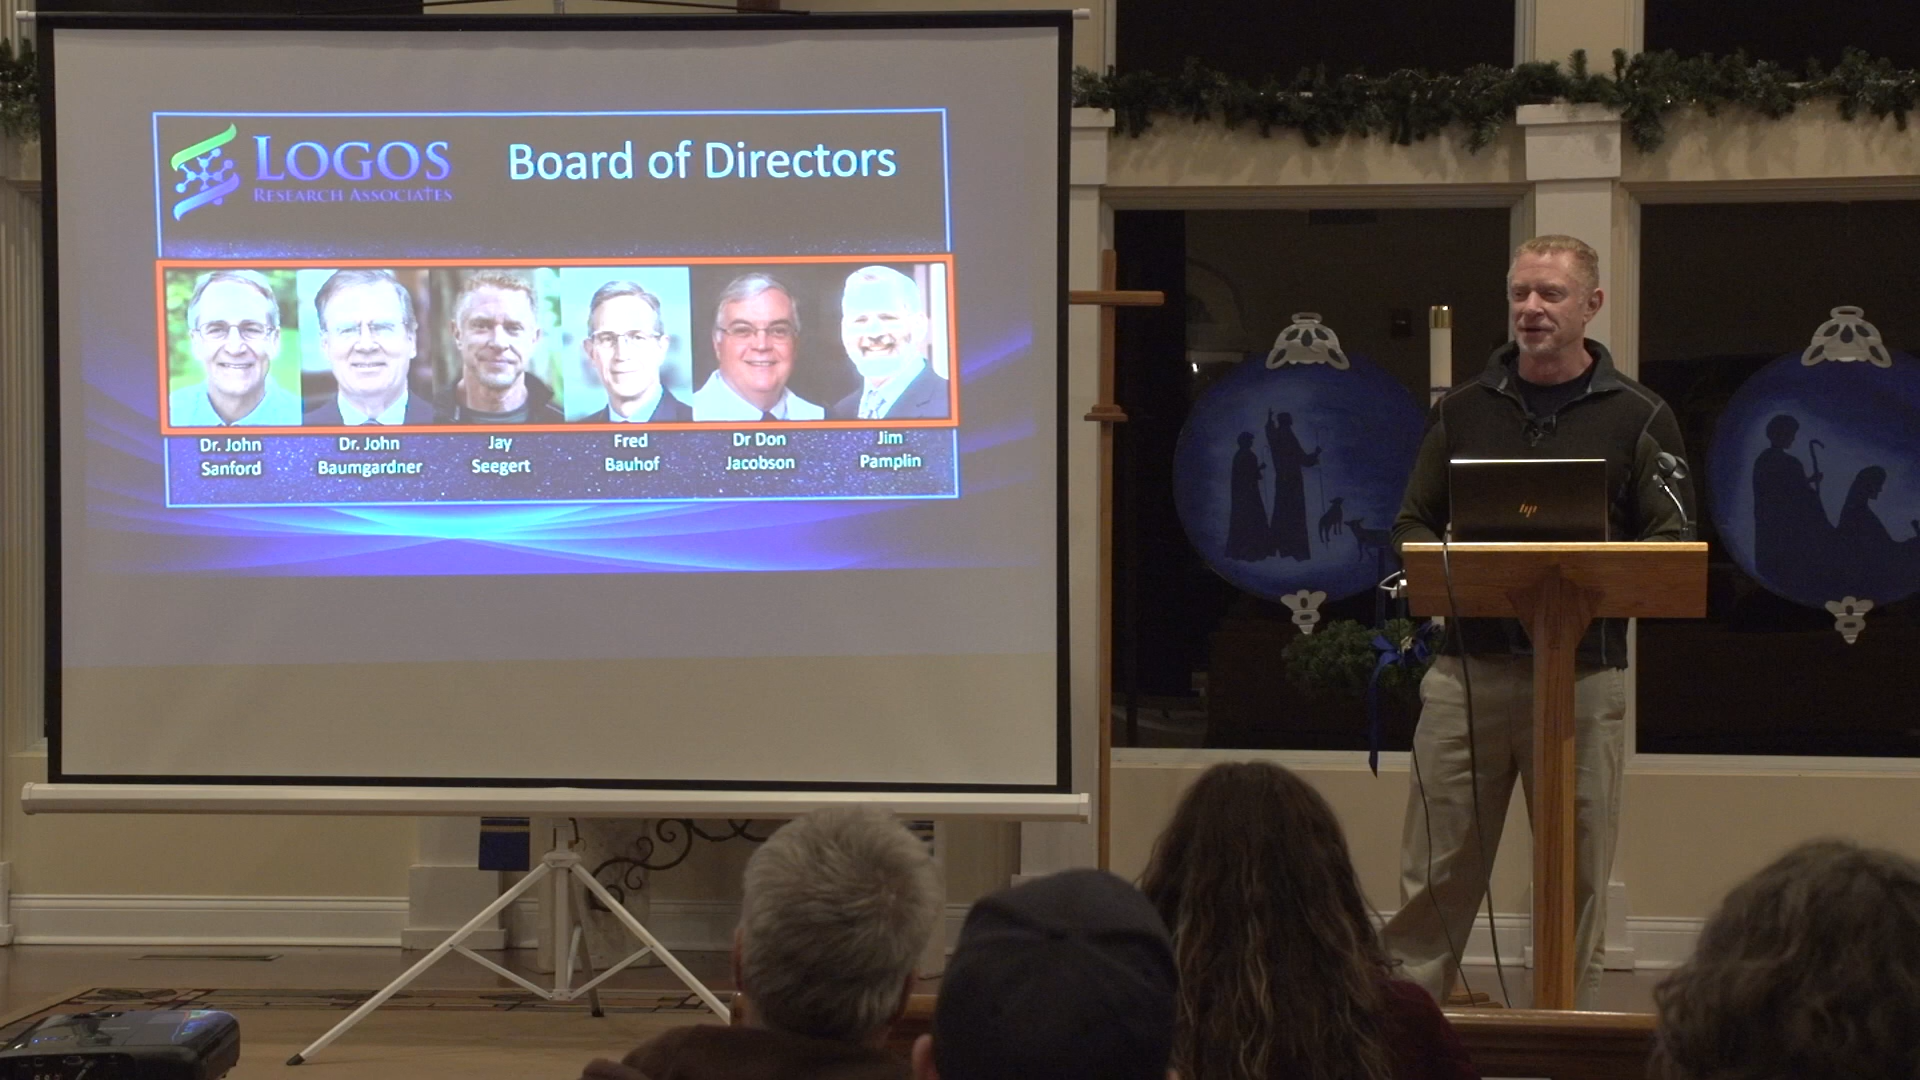 LOGOS
RESEARCH ASSOCIATES
Board of Directors
Dr. John
Sanford
Dr. John
Baumgardner
Jay
Seegert
Fred
Bauhof
Dr Don
Jacobson
Jim
Pamplin
hp